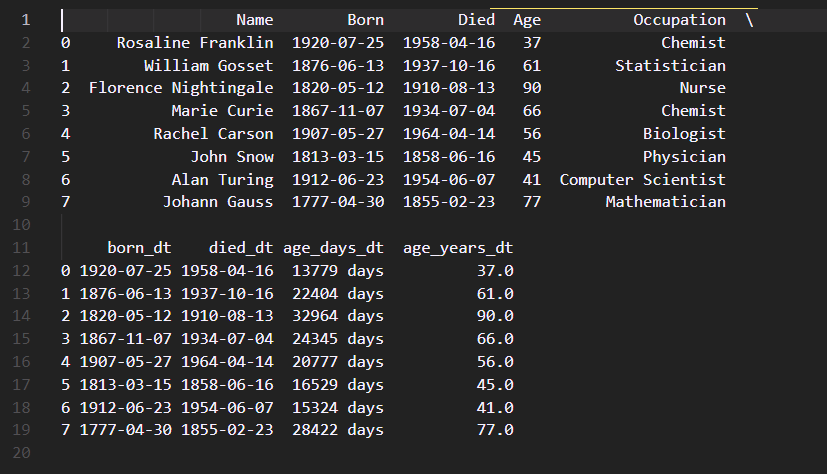 1 Name Born Died Age Occupation \
2 0 Rosaline Franklin 1920-07-25 1958-04-16 37 Chemist
3 1 William Gosset 1876-06-13 1937-10-16 61 Statistician
4 2 Florence Nightingale 1820-05-12 1910-08-13 90 Nurse
5 3 Marie Curie 1867-11-07 1934-07-04 66 Chemist
6 4 Rachel Carson 1907-05-27 1964-04-14 56 Biologist
7 5 John Snow 1813-03-15 1858-06-16 45 Physician
8 6 Alan Turing 1912-06-23 1954-06-07 41 Computer Scientist
9 7 Johann Gauss 1777-04-30 1855-02-23 77 Mathematician
10
11 born_dt died_dt age_days_dt age_years_dt
12 0 1920-07-25 1958-04-16 13779 days 37.0
13 1 1876-06-13 1937-10-16 22404 days 61.0
14 2 1820-05-12 1910-08-13 32964 days 90.0
15 3 1867-11-07 1934-07-04 24345 days 66.0
16 4 1907-05-27 1964-04-14 20777 days 56.0
17 5 1813-03-15 1858-06-16 16529 days 45.0
18 6 1912-06-23 1954-06-07 15324 days 41.0
19 7 1777-04-30 1855-02-23 28422 days 77.0
20